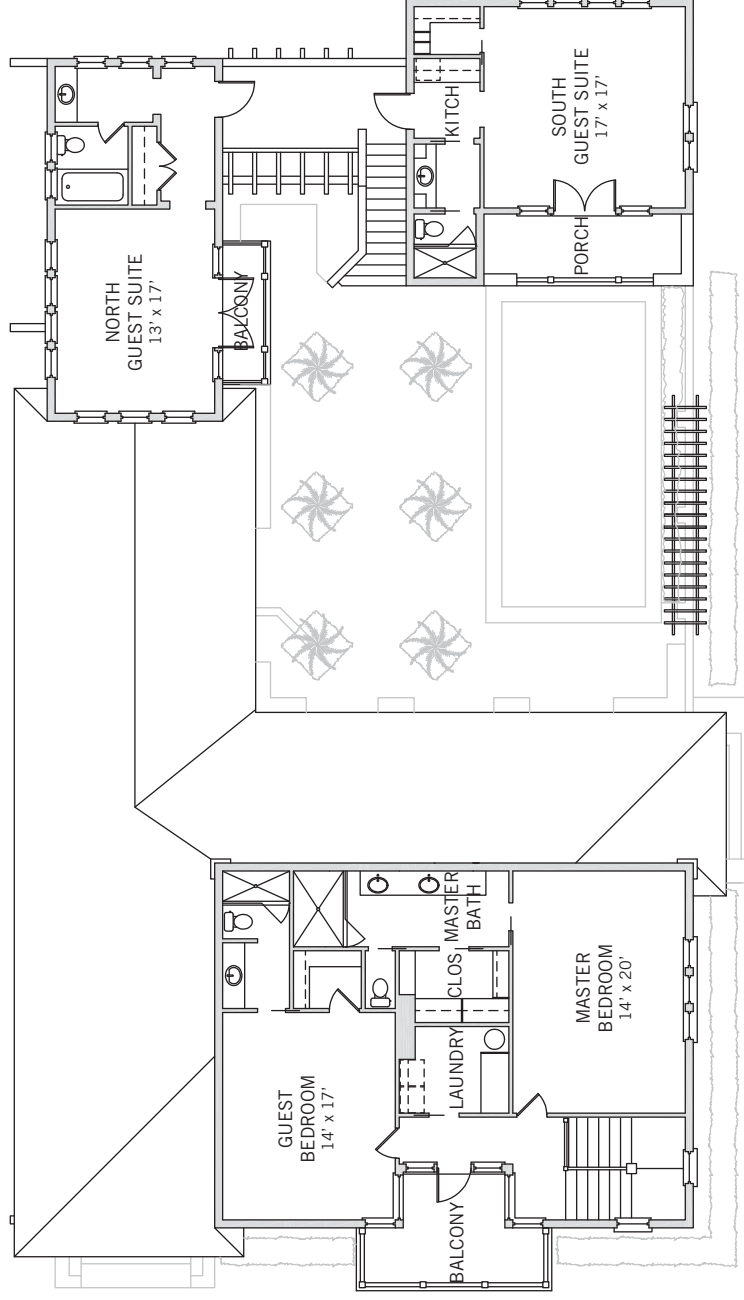 KITCH
SOUTH
GUEST SUITE
17' x 17'
PORCH
NORTH
GUEST SUITE
13' x 17'
BALCONY
MASTER
BATH
CLOS
MASTER
BEDROOM
14' x 20'
LAUNDRY
GUEST
BEDROOM
14' x 17'
BALCONY